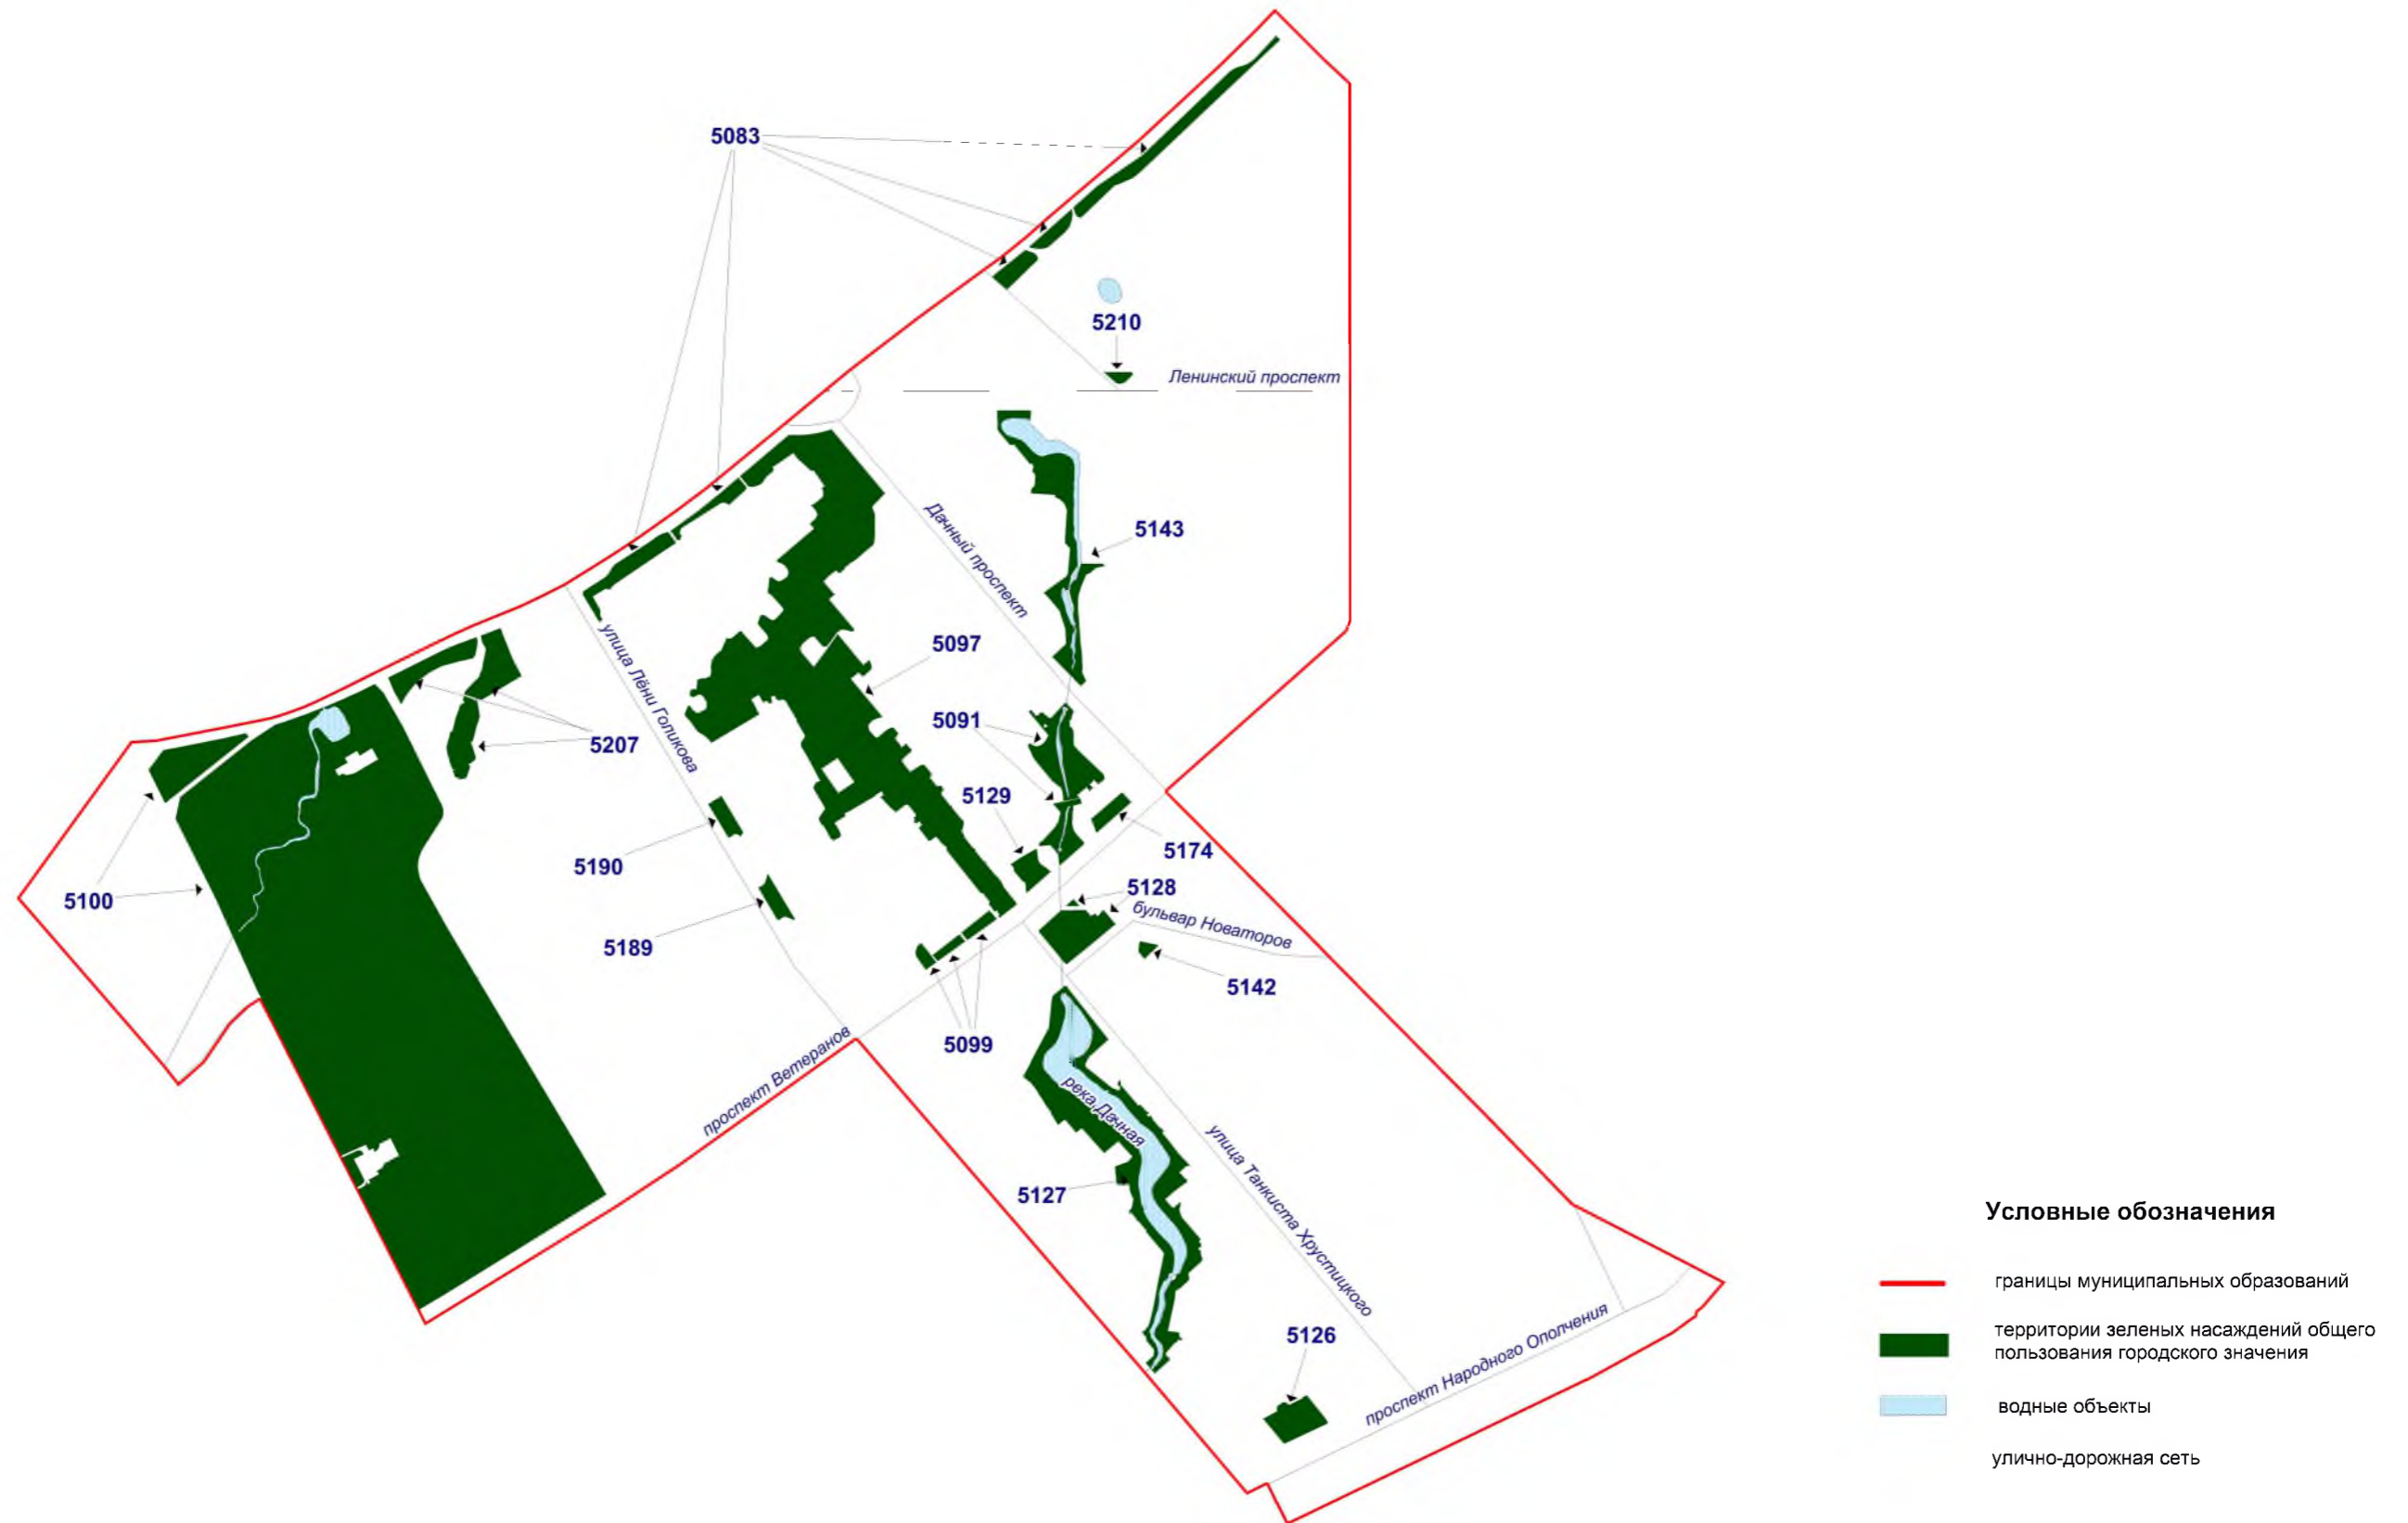 5083
5210
Ленинский проспект
5143
Дачный проспект
улица Лёни Голикова
5097
5091
5207
5129
5174
5190
5128
5100
бульвар Новаторов
5189
5142
5099
проспект Ветеранов
река Дачная
5127
улица Танкиста Хрустицкого
5126
проспект Народного Ополчения
Условные обозначения
границы муниципальных образований
территории зеленых насаждений общего
пользования городского значения
водные объекты
улично-дорожная сеть